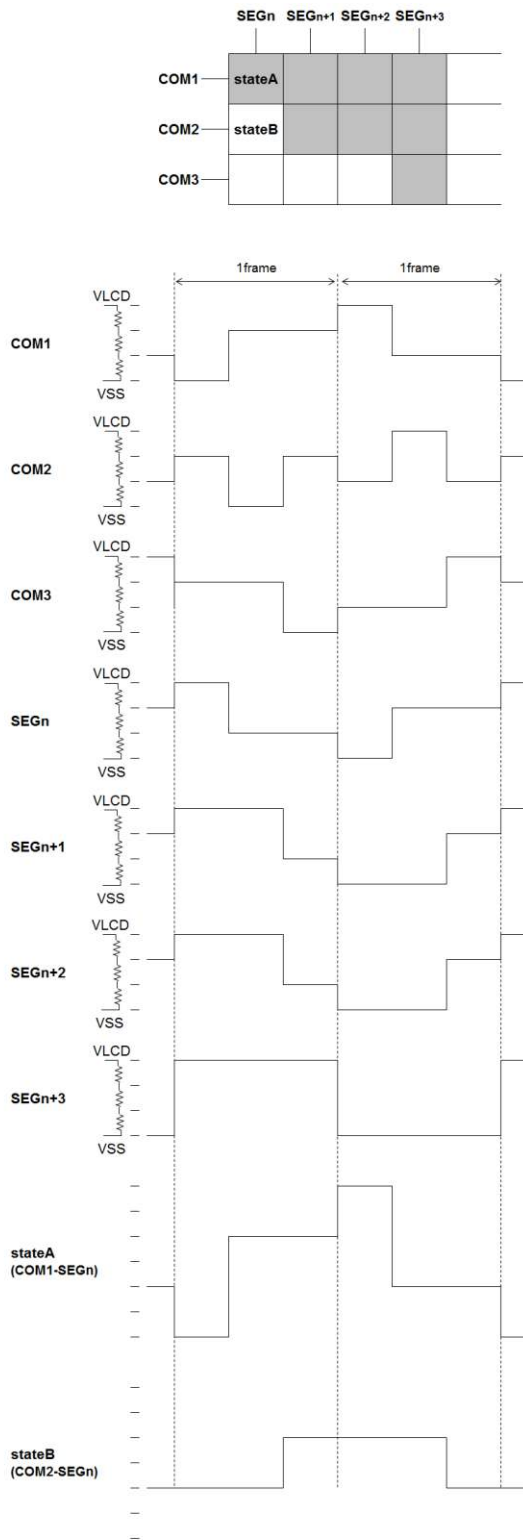 SEGn SEGn+1 SEGn+2 SEGn+3
COM1 stateA
COM2 stateB
COM3
1frame 1frame
VLCD
COM1
VSS
VLCD
COM2
VSS
VLCD
COM3
VSS
VLCD
SEGn
VSS
VLCD
SEGn+1
VSS
VLCD
SEGn+2
VSS
VLCD
SEGn+3
VSS
stateA
(COM1-SEGn)
stateB
(COM2-SEGn)